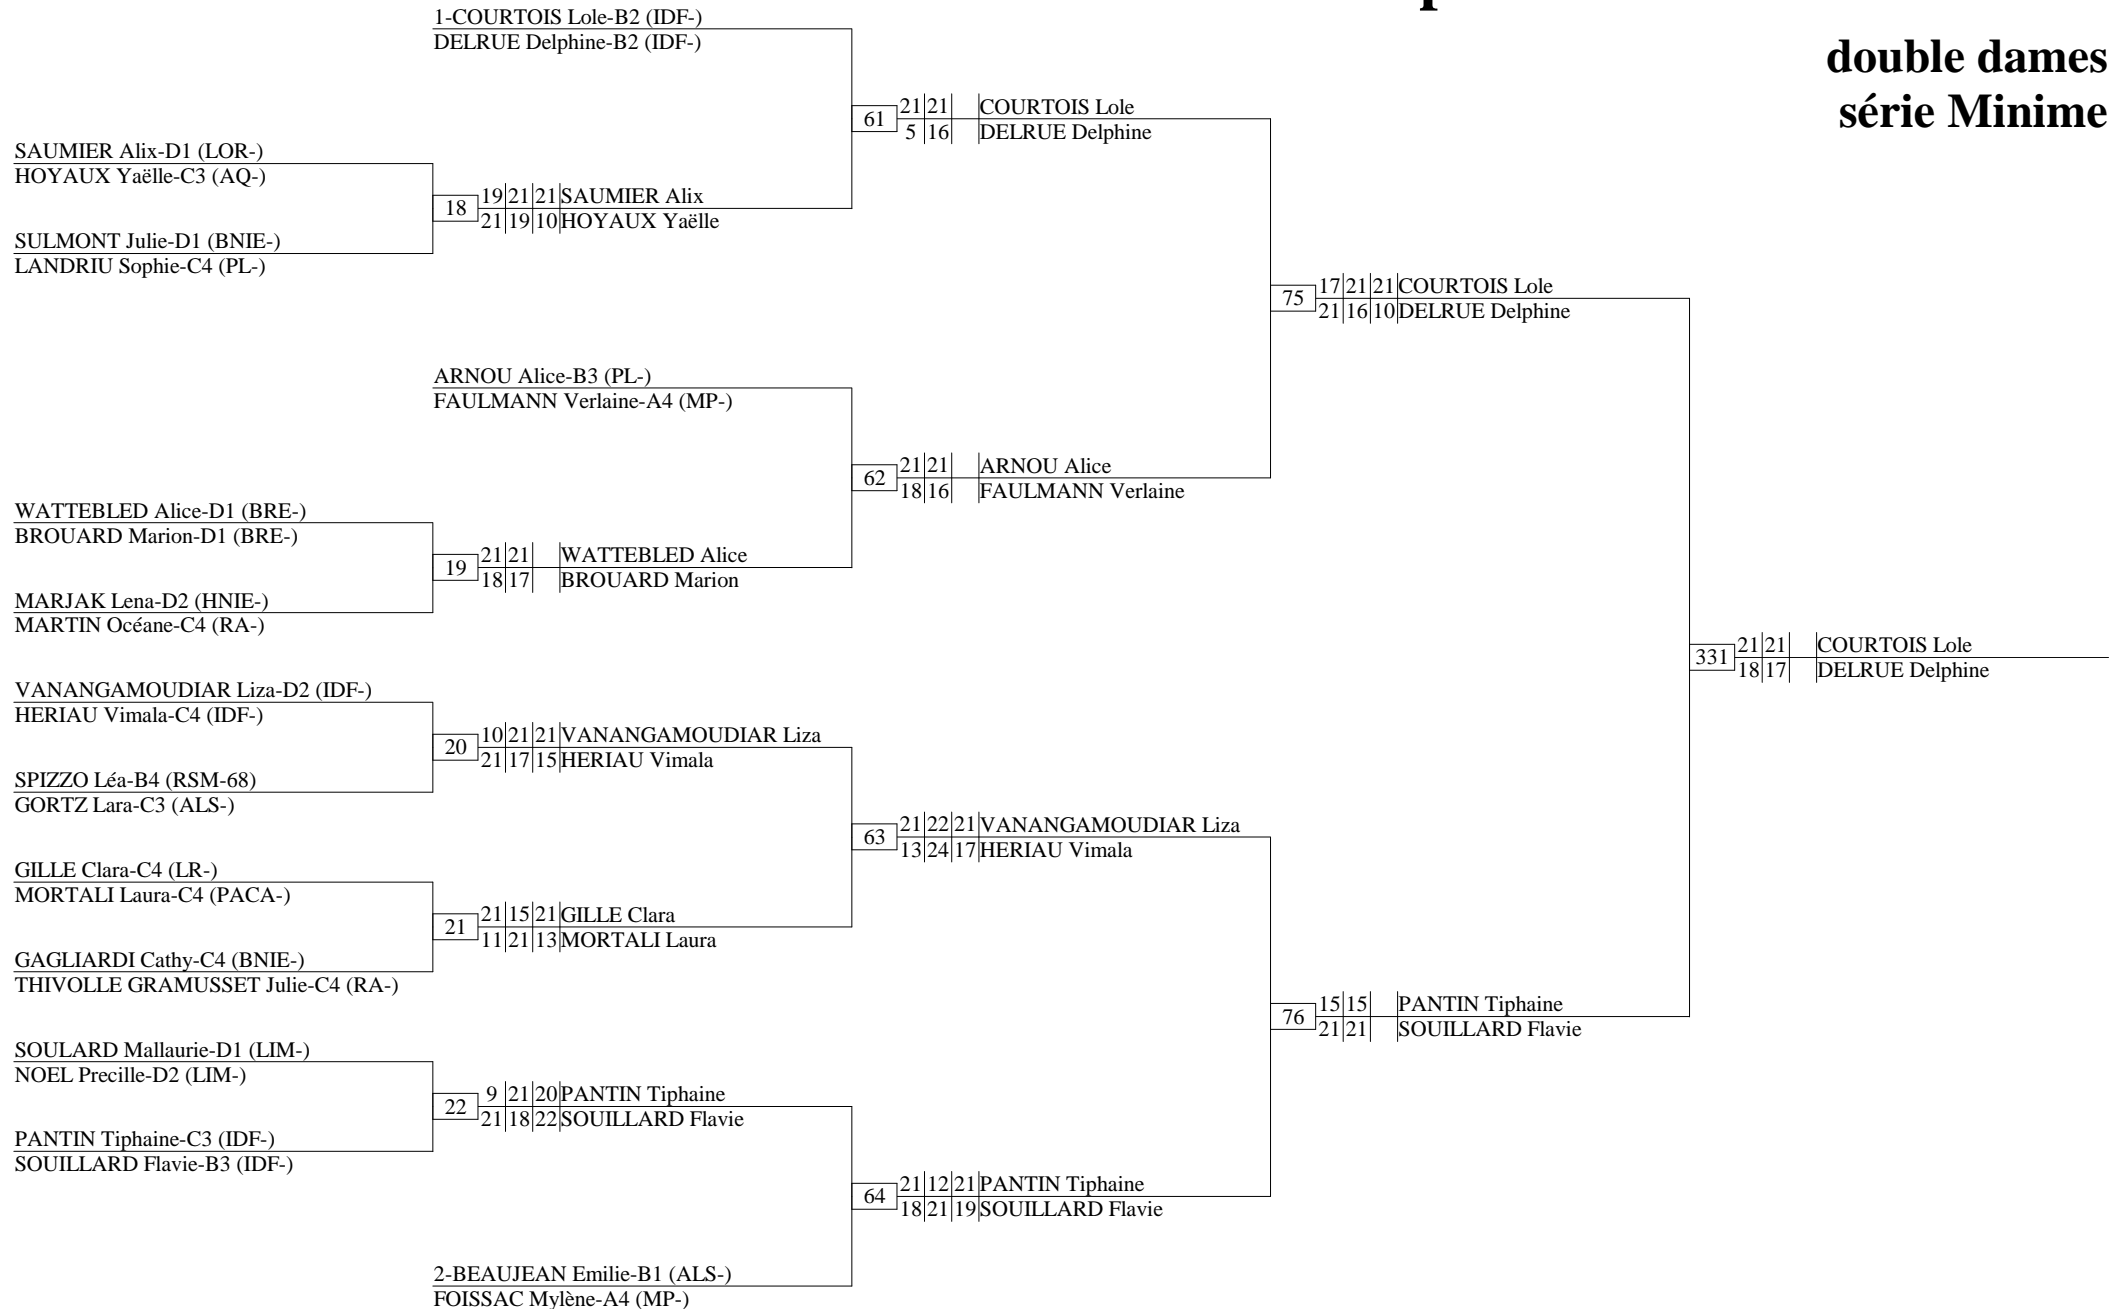 double dames
série Minime
1-COURTOIS Lole-B2 (IDF-)
DELRUE Delphine-B2 (IDF-)
61 21 21 COURTOIS Lole
5 16 DELRUE Delphine
SAUMIER Alix-D1 (LOR-)
HOYAUX Yaëlle-C3 (AQ-)
18 19 21 21 SAUMIER Alix
21 19 10 HOYAUX Yaëlle
SULMONT Julie-D1 (BNIE-)
LANDRIU Sophie-C4 (PL-)
75 17 21 21 COURTOIS Lole
21 16 10 DELRUE Delphine
ARNOU Alice-B3 (PL-)
FAULMANN Verlaine-A4 (MP-)
62 21 21 ARNOU Alice
18 16 FAULMANN Verlaine
WATTEBLED Alice-D1 (BRE-)
BROUARD Marion-D1 (BRE-)
19 21 21 WATTEBLED Alice
18 17 BROUARD Marion
MARJAK Lena-D2 (HNIE-)
MARTIN Océane-C4 (RA-)
331 21 21 COURTOIS Lole
18 17 DELRUE Delphine
VANANGAMOUDIAR Liza-D2 (IDF-)
HERIAU Vimala-C4 (IDF-)
20 10 21 21 VANANGAMOUDIAR Liza
21 17 15 HERIAU Vimala
SPIZZO Léa-B4 (RSM-68)
GORTZ Lara-C3 (ALS-)
63 21 22 21 VANANGAMOUDIAR Liza
13 24 17 HERIAU Vimala
GILLE Clara-C4 (LR-)
MORTALI Laura-C4 (PACA-)
21 21 15 21 GILLE Clara
11 21 13 MORTALI Laura
GAGLIARDI Cathy-C4 (BNIE-)
THIVOLLE GRAMUSSET Julie-C4 (RA-)
76 15 15 PANTIN Tiphaine
21 21 SOUILLARD Flavie
SOULARD Mallaurie-D1 (LIM-)
NOEL Precille-D2 (LIM-)
22 9 21 20 PANTIN Tiphaine
21 18 22 SOUILLARD Flavie
PANTIN Tiphaine-C3 (IDF-)
SOUILLARD Flavie-B3 (IDF-)
64 21 12 21 PANTIN Tiphaine
18 21 19 SOUILLARD Flavie
2-BEAUJEAN Emilie-B1 (ALS-)
FOISSAC Mylène-A4 (MP-)